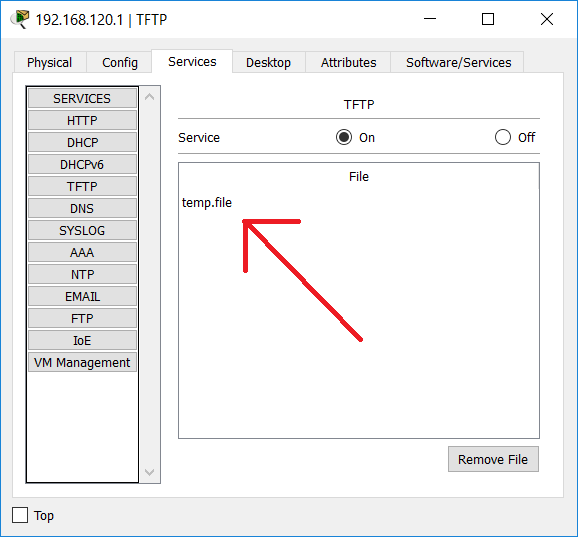 192.168.120.1 | TFTP
Physical
Config
Services
Desktop
Attributes
Software/Services
SERVICES
HTTP
DHCP
DHCPv6
TFTP
DNS
SYSLOG
AAA
NTP
EMAIL
FTP
IoE
VM Management
TFTP
Service
On
Off
File
temp.file
Remove File
Top